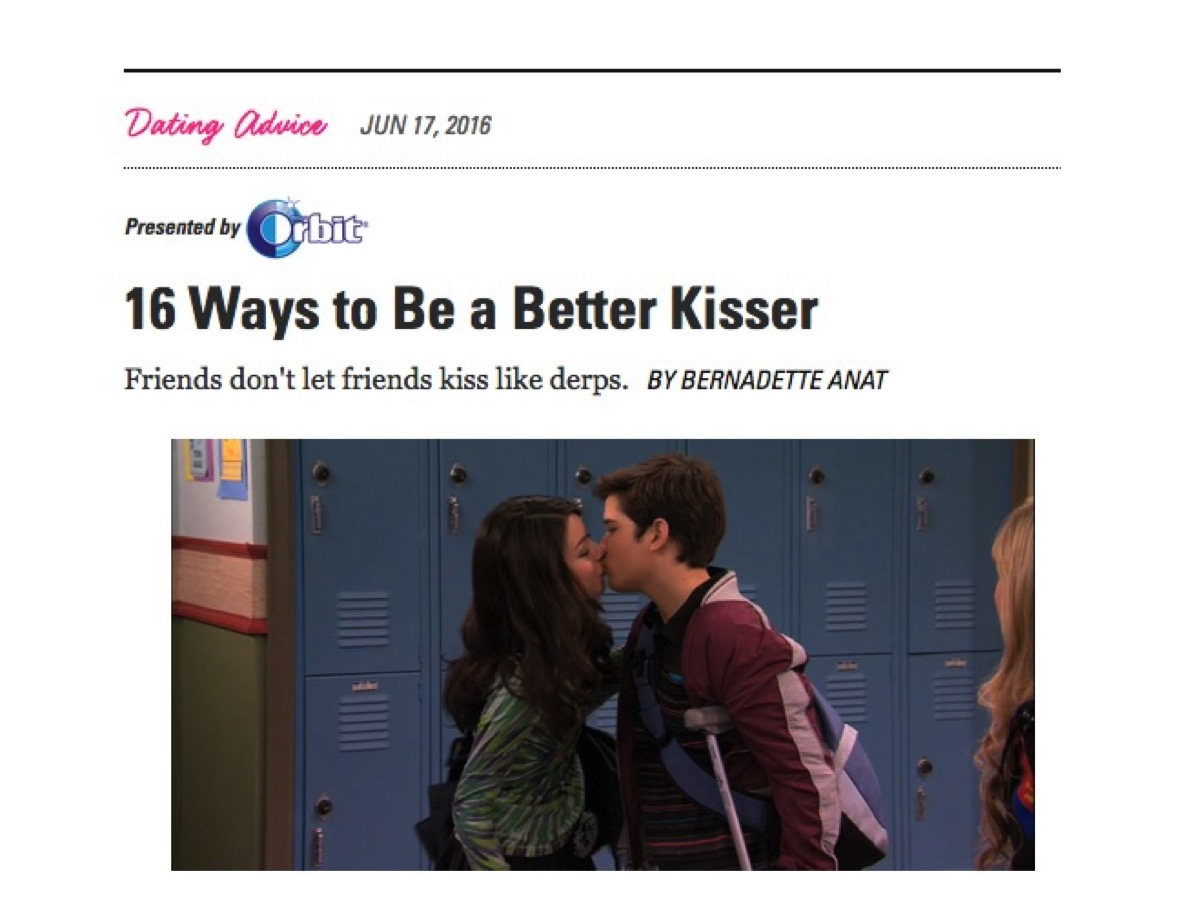 Dating Advice JUN 17, 2016
Presented by Orbit®
16 Ways to Be a Better Kisser
Friends don't let friends kiss like derps. BY BERNADETTE ANAT